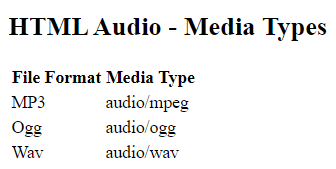 HTML Audio - Media Types
File Format Media Type
MP3 audio/mpeg
Ogg audio/ogg
Wav audio/wav